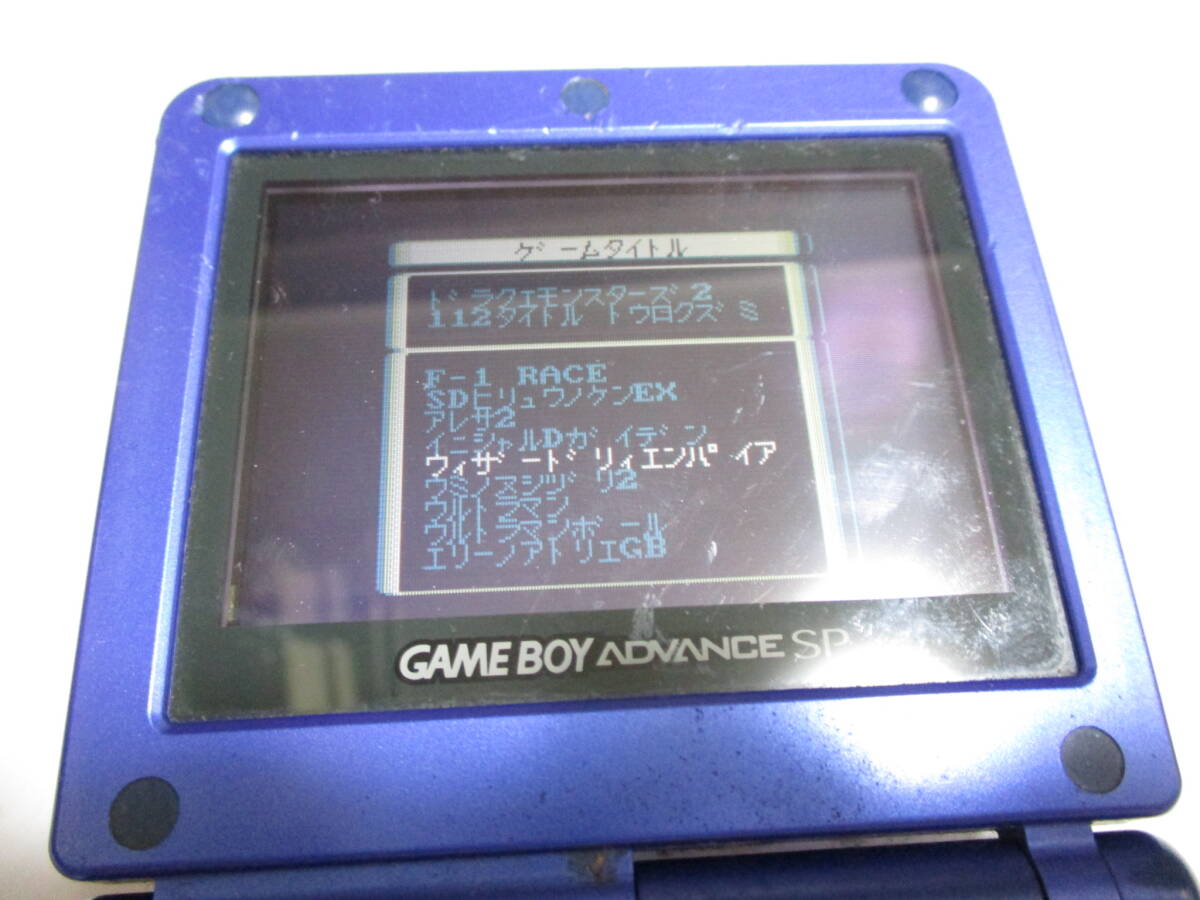 ゲームタイトル
ドラクエモンスターズ2
112タイトル トウロクズミ
F-1 RACE
SDヒリュウノケンEX
アレサ2
イニシャルDガイデン
ウィザードリィエンパイア
ウミノヌシヅリ2
ウルトラマン
ウルトラマンボール
エリーノアトリエGB
GAME BOY ADVANCE SP